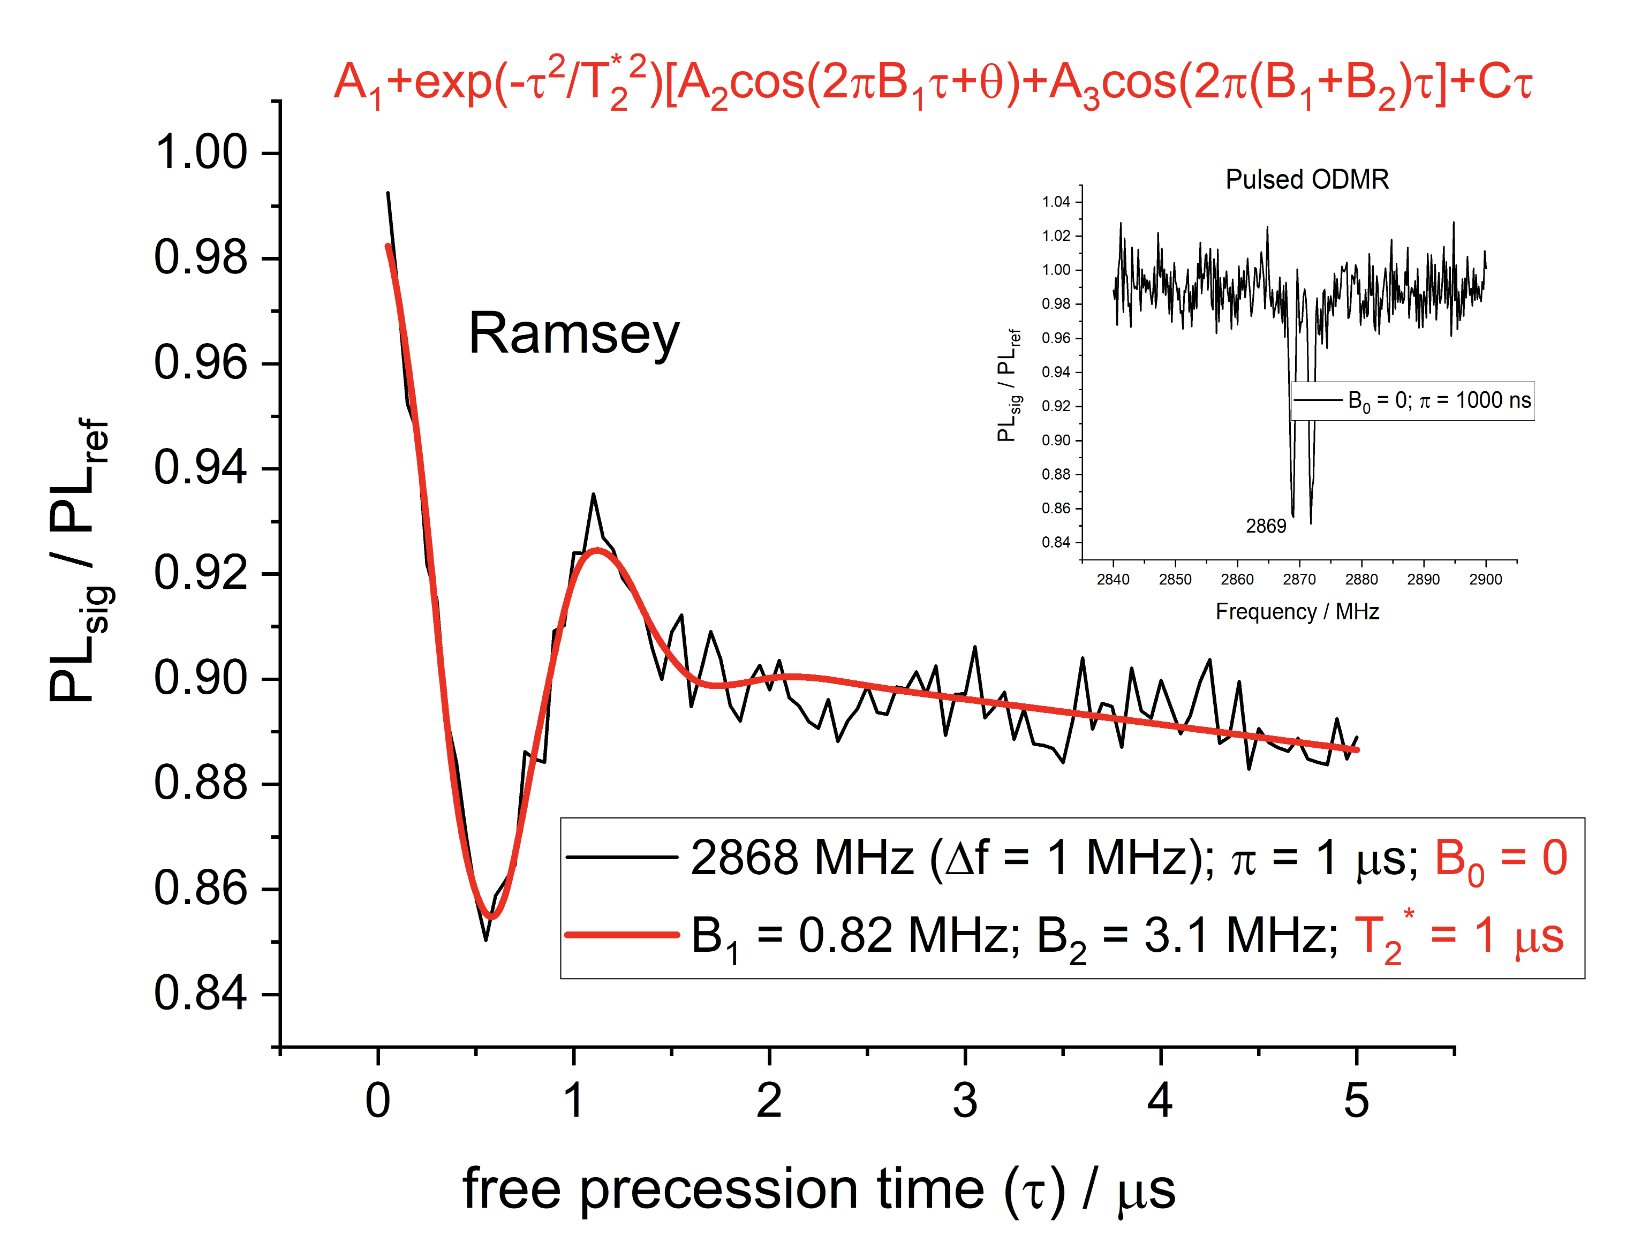 A₁+exp(-τ²/T₂*²)[A₂cos(2πB₁τ+θ)+A₃cos(2π(B₁+B₂)τ]+Cτ
1.00
0.98
0.96
0.94
0.92
0.90
0.88
0.86
0.84
PLsig / PLref
Ramsey
Pulsed ODMR
1.04
1.02
1.00
0.98
0.96
0.94
0.92
0.90
0.88
0.86
0.84
PLsig / PLref
B₀ = 0; π = 1000 ns
2869
2840 2850 2860 2870 2880 2890 2900
Frequency / MHz
2868 MHz (Δf = 1 MHz); π = 1 μs; B₀ = 0
B₁ = 0.82 MHz; B₂ = 3.1 MHz; T₂* = 1 μs
0 1 2 3 4 5
free precession time (τ) / μs